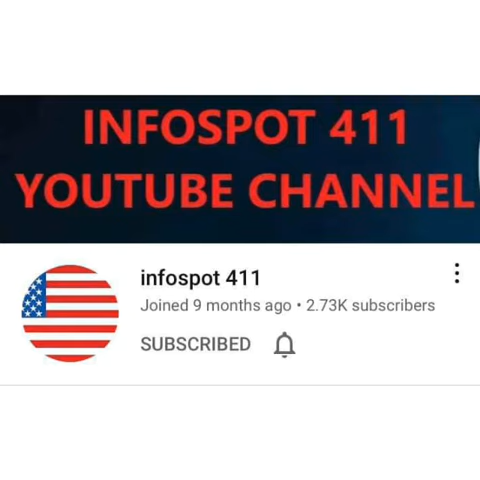 INFOSPOT 411
YOUTUBE CHANNEL
infospot 411
Joined 9 months ago • 2.73K subscribers
SUBSCRIBED